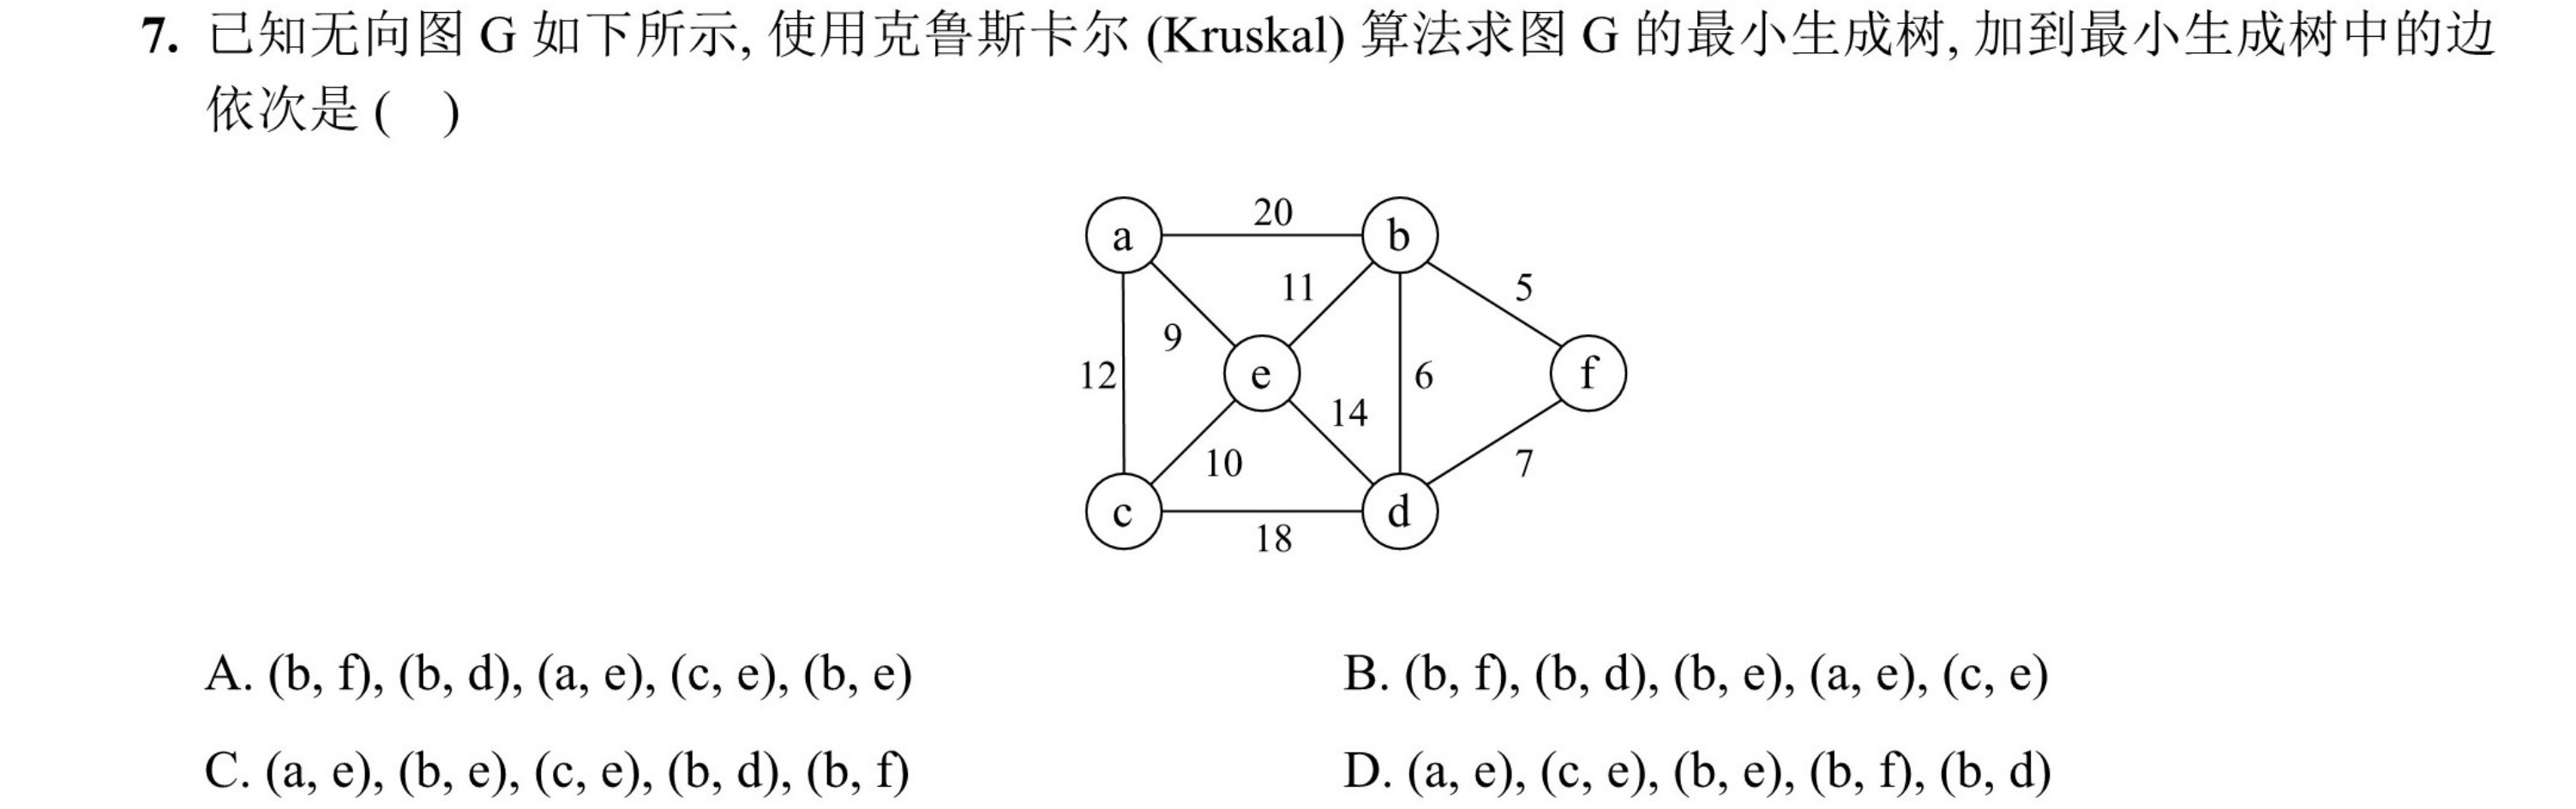 7. 已知无向图 G 如下所示, 使用克鲁斯卡尔 (Kruskal) 算法求图 G 的最小生成树, 加到最小生成树中的边
依次是 (   )
20
a
b
11
5
9
12
e
6
f
14
10
7
c
d
18
A. (b, f), (b, d), (a, e), (c, e), (b, e)
B. (b, f), (b, d), (b, e), (a, e), (c, e)
C. (a, e), (b, e), (c, e), (b, d), (b, f)
D. (a, e), (c, e), (b, e), (b, f), (b, d)